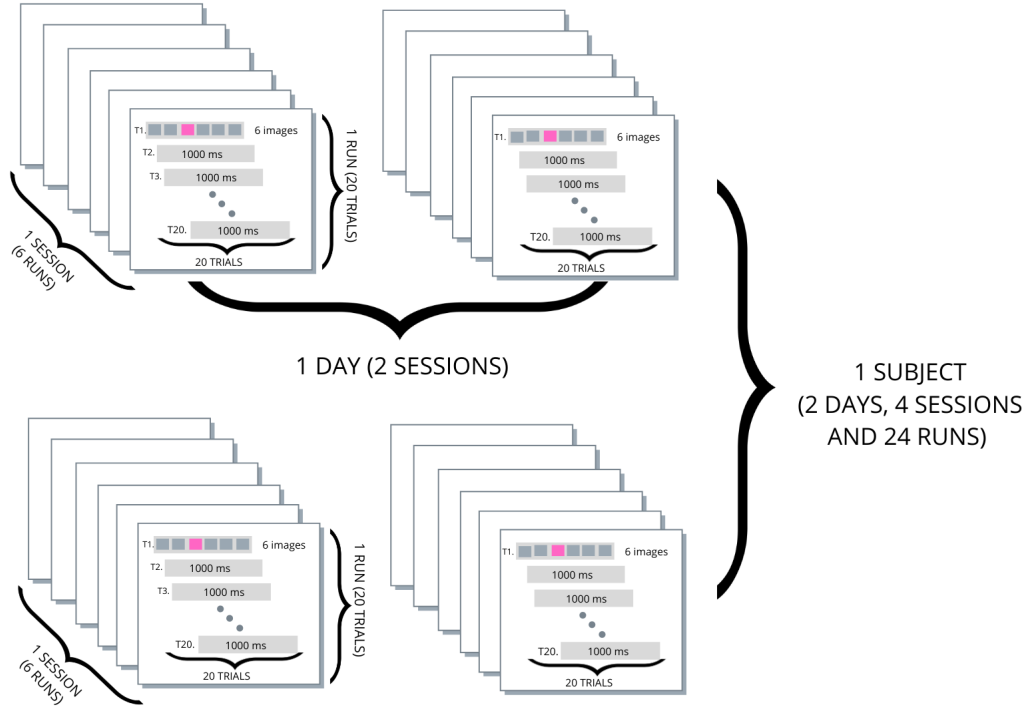 T1. 6 images
T2. 1000 ms
T3. 1000 ms
T20. 1000 ms
20 TRIALS
1 RUN (20 TRIALS)
1 SESSION
(6 RUNS)
T1. 6 images
1000 ms
1000 ms
T20. 1000 ms
20 TRIALS
1 DAY (2 SESSIONS)
1 SUBJECT
(2 DAYS, 4 SESSIONS
AND 24 RUNS)
T1. 6 images
T2. 1000 ms
T3. 1000 ms
T20. 1000 ms
20 TRIALS
1 RUN (20 TRIALS)
1 SESSION
(6 RUNS)
T1. 6 images
1000 ms
1000 ms
T20. 1000 ms
20 TRIALS